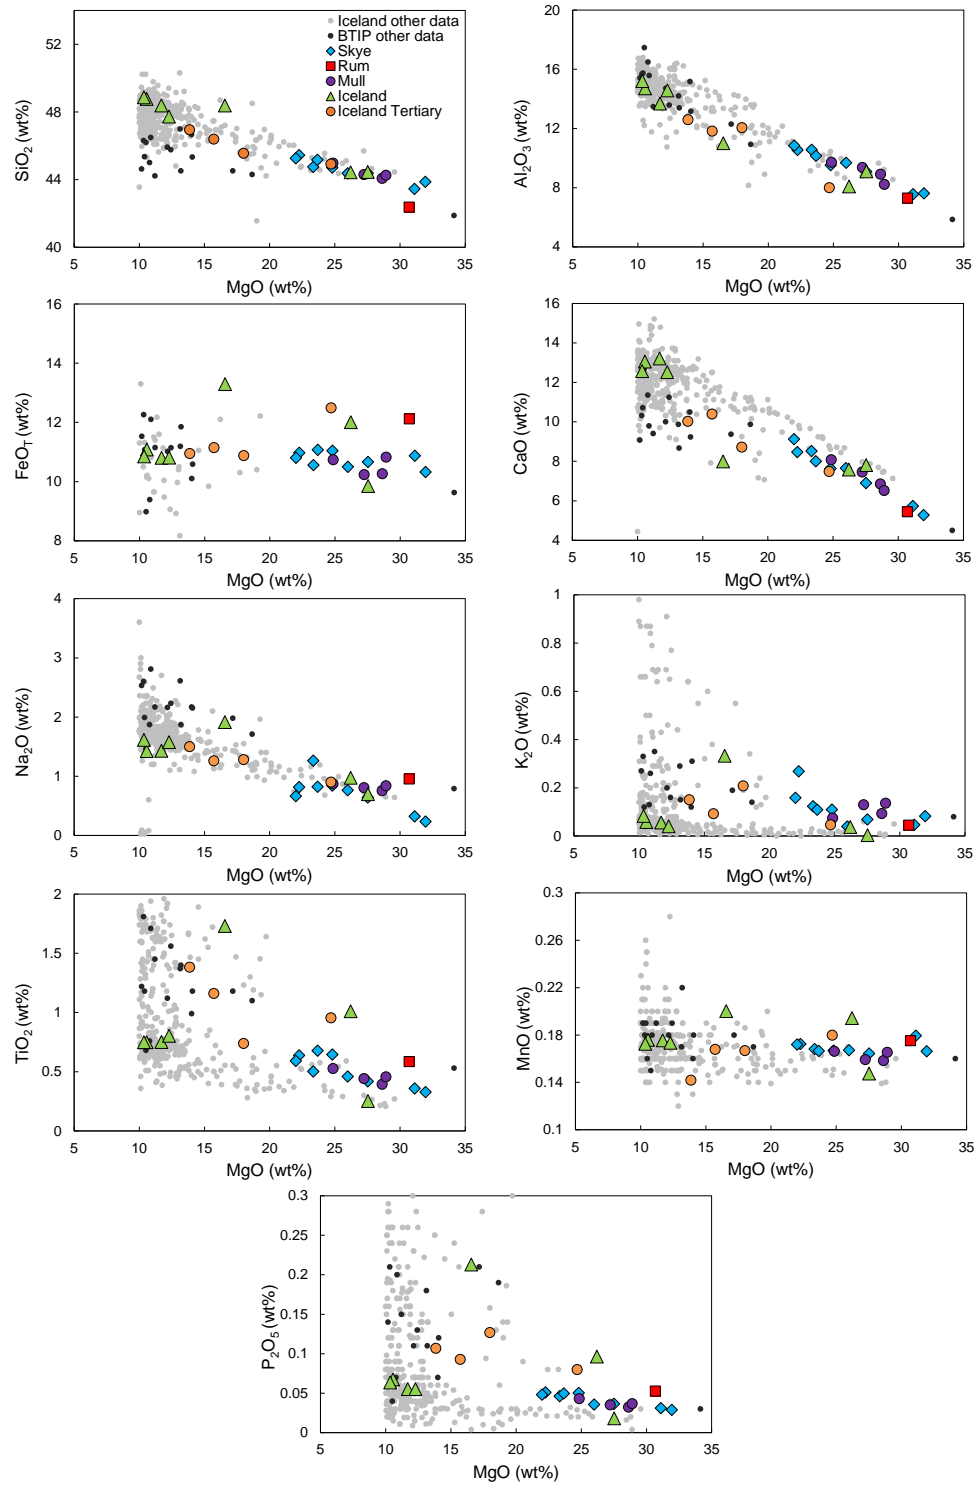 Iceland other data
BTIP other data
Skye
Rum
Mull
Iceland
Iceland Tertiary
SiO2 (wt%)
52
48
44
40
5 10 15 20 25 30 35
MgO (wt%)
Al2O3 (wt%)
20
16
12
8
4
5 10 15 20 25 30 35
MgO (wt%)
FeOT (wt%)
16
14
12
10
8
5 10 15 20 25 30 35
MgO (wt%)
CaO (wt%)
16
14
12
10
8
6
4
5 10 15 20 25 30 35
MgO (wt%)
Na2O (wt%)
4
3
2
1
0
5 10 15 20 25 30 35
MgO (wt%)
K2O (wt%)
1
0.8
0.6
0.4
0.2
0
5 10 15 20 25 30 35
MgO (wt%)
TiO2 (wt%)
2
1.5
1
0.5
0
5 10 15 20 25 30 35
MgO (wt%)
MnO (wt%)
0.3
0.26
0.22
0.18
0.14
0.1
5 10 15 20 25 30 35
MgO (wt%)
P2O5 (wt%)
0.3
0.25
0.2
0.15
0.1
0.05
0
5 10 15 20 25 30 35
MgO (wt%)